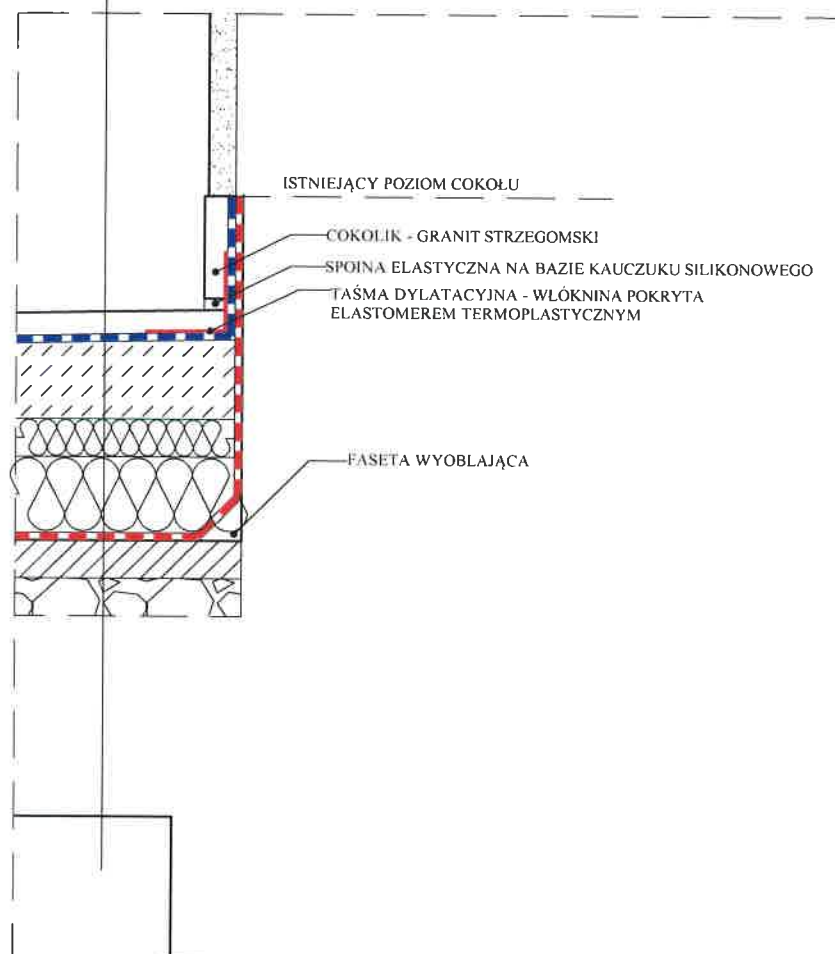 ISTNIEJĄCY POZIOM COKOŁU
COKOLIK - GRANIT STRZEGOMSKI
SPOINA ELASTYCZNA NA BAZIE KAUCZUKU SILIKONOWEGO
TAŚMA DYLATACYJNA - WŁÓKNINA POKRYTA
ELASTOMEREM TERMOPLASTYCZNYM
FASETA WYOBLAJĄCA